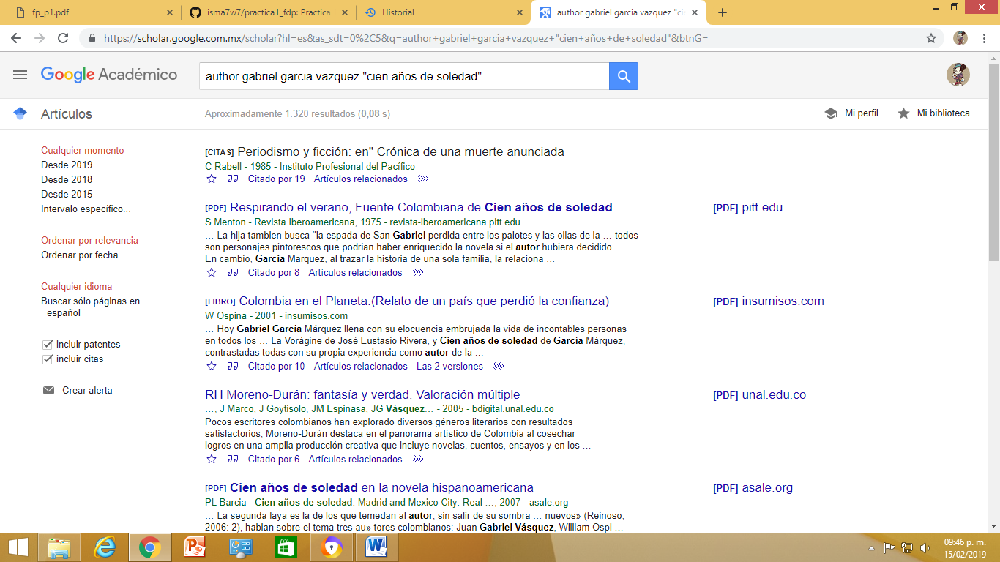 fp_p1.pdf
isma7w7/practica1_fdp: Practica
Historial
author gabriel garcia vazquez "cie
https://scholar.google.com.mx/scholar?hl=es&as_sdt=0%2C5&q=author+gabriel+garcia+vazquez+"cien+años+de+soledad"&btnG=
Google Académico
author gabriel garcia vazquez "cien años de soledad"
Artículos
Aproximadamente 1.320 resultados (0,08 s)
Mi perfil
Mi biblioteca
Cualquier momento
Desde 2019
Desde 2018
Desde 2015
Intervalo específico...
Ordenar por relevancia
Ordenar por fecha
Cualquier idioma
Buscar sólo páginas en
español
incluir patentes
incluir citas
Crear alerta
[CITAS] Periodismo y ficción: en" Crónica de una muerte anunciada
C Rabell - 1985 - Instituto Profesional del Pacífico
Citado por 19 Artículos relacionados
[PDF] Respirando el verano, Fuente Colombiana de Cien años de soledad
S Menton - Revista Iberoamericana, 1975 - revista-iberoamericana.pitt.edu
... La hija tambien busca "la espada de San Gabriel perdida entre los palotes y las ollas de la ... todos
son personajes pintorescos que podrian haber enriquecido la novela si el autor hubiera decidido ...
En cambio, Garcia Marquez, al trazar la historia de una sola familia, la relaciona ...
Citado por 8 Artículos relacionados
[PDF] pitt.edu
[LIBRO] Colombia en el Planeta:(Relato de un país que perdió la confianza)
W Ospina - 2001 - insumisos.com
... Hoy Gabriel García Márquez llena con su elocuencia embrujada la vida de incontables personas
en todos los ... La Vorágine de José Eustasio Rivera, y Cien años de soledad de García Márquez,
contrastadas todas con su propia experiencia como autor de la ...
Citado por 10 Artículos relacionados Las 2 versiones
[PDF] insumisos.com
RH Moreno-Durán: fantasía y verdad. Valoración múltiple
..., J Marco, J Goytisolo, JM Espinasa, JG Vásquez... - 2005 - bdigital.unal.edu.co
Pocos escritores colombianos han explorado diversos géneros literarios con resultados
satisfactorios; Moreno-Durán destaca en el panorama artístico de Colombia al cosechar
logros en una amplia producción creativa que incluye novelas, cuentos, ensayos y en los ...
Citado por 6 Artículos relacionados
[PDF] unal.edu.co
[PDF] Cien años de soledad en la novela hispanoamericana
PL Barcia - Cien años de soledad. Madrid and Mexico City: Real ..., 2007 - asale.org
... La segunda laya es la de los que temedan al autor, sin salir de su sombra ... nuevos» (Reinoso,
2006: 2), hablan sobre el tema tres au» tores colombianos: Juan Gabriel Vásquez, William Ospi ...
[PDF] asale.org
09:46 p. m.
15/02/2019